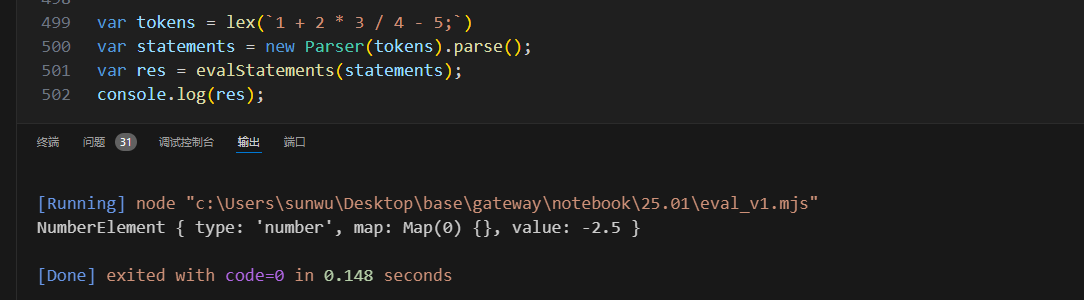 499 var tokens = lex(`1 + 2 * 3 / 4 - 5;`)
500 var statements = new Parser(tokens).parse();
501 var res = evalStatements(statements);
502 console.log(res);
终端 问题 31 调试控制台 输出 端口
[Running] node "c:\Users\sunwu\Desktop\base\gateway\notebook\25.01\eval_v1.mjs"
NumberElement { type: 'number', map: Map(0) {}, value: -2.5 }
[Done] exited with code=0 in 0.148 seconds